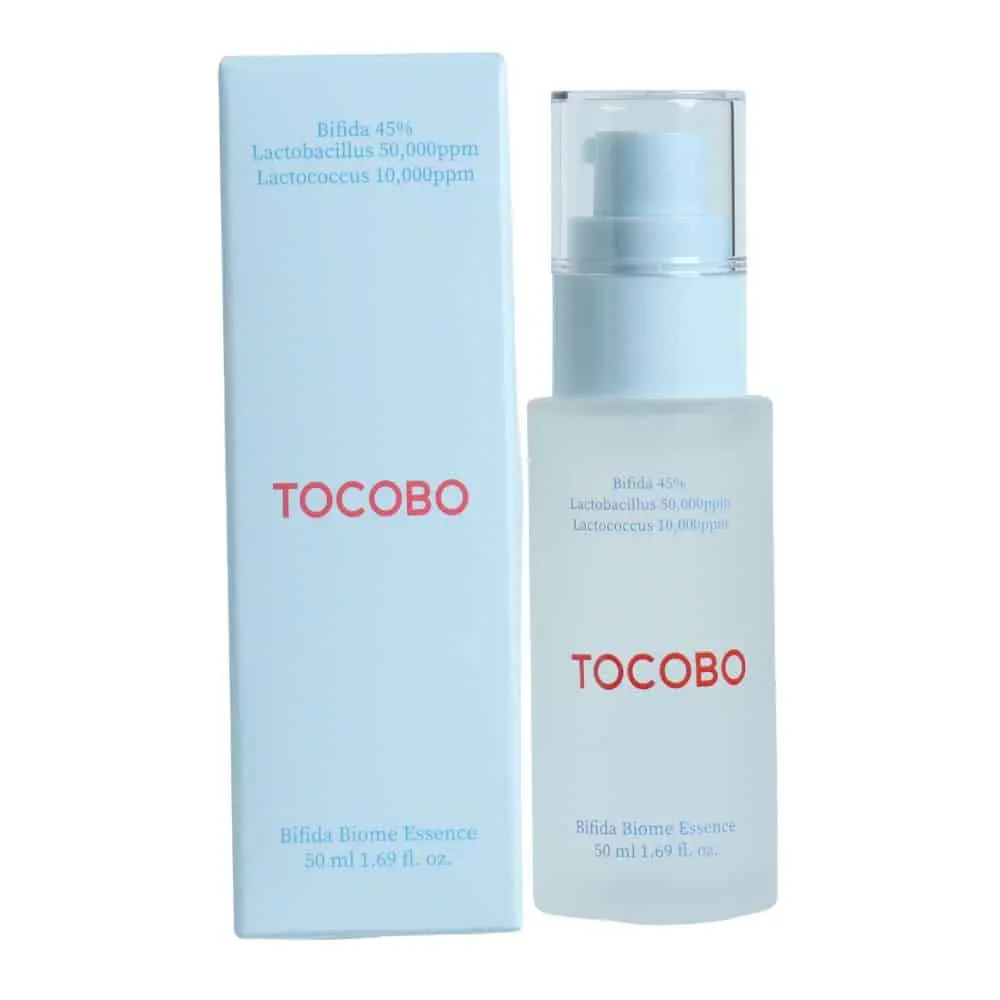 Bifida 45%
Lactobacillus 50,000ppm
Lactococcus 10,000ppm
TOCOBO
Bifida Biome Essence
50 ml 1.69 fl. oz.
Bifida 45%
Lactobacillus 50,000ppm
Lactococcus 10,000ppm
TOCOBO
Bifida Biome Essence
50 ml 1.69 fl. oz.